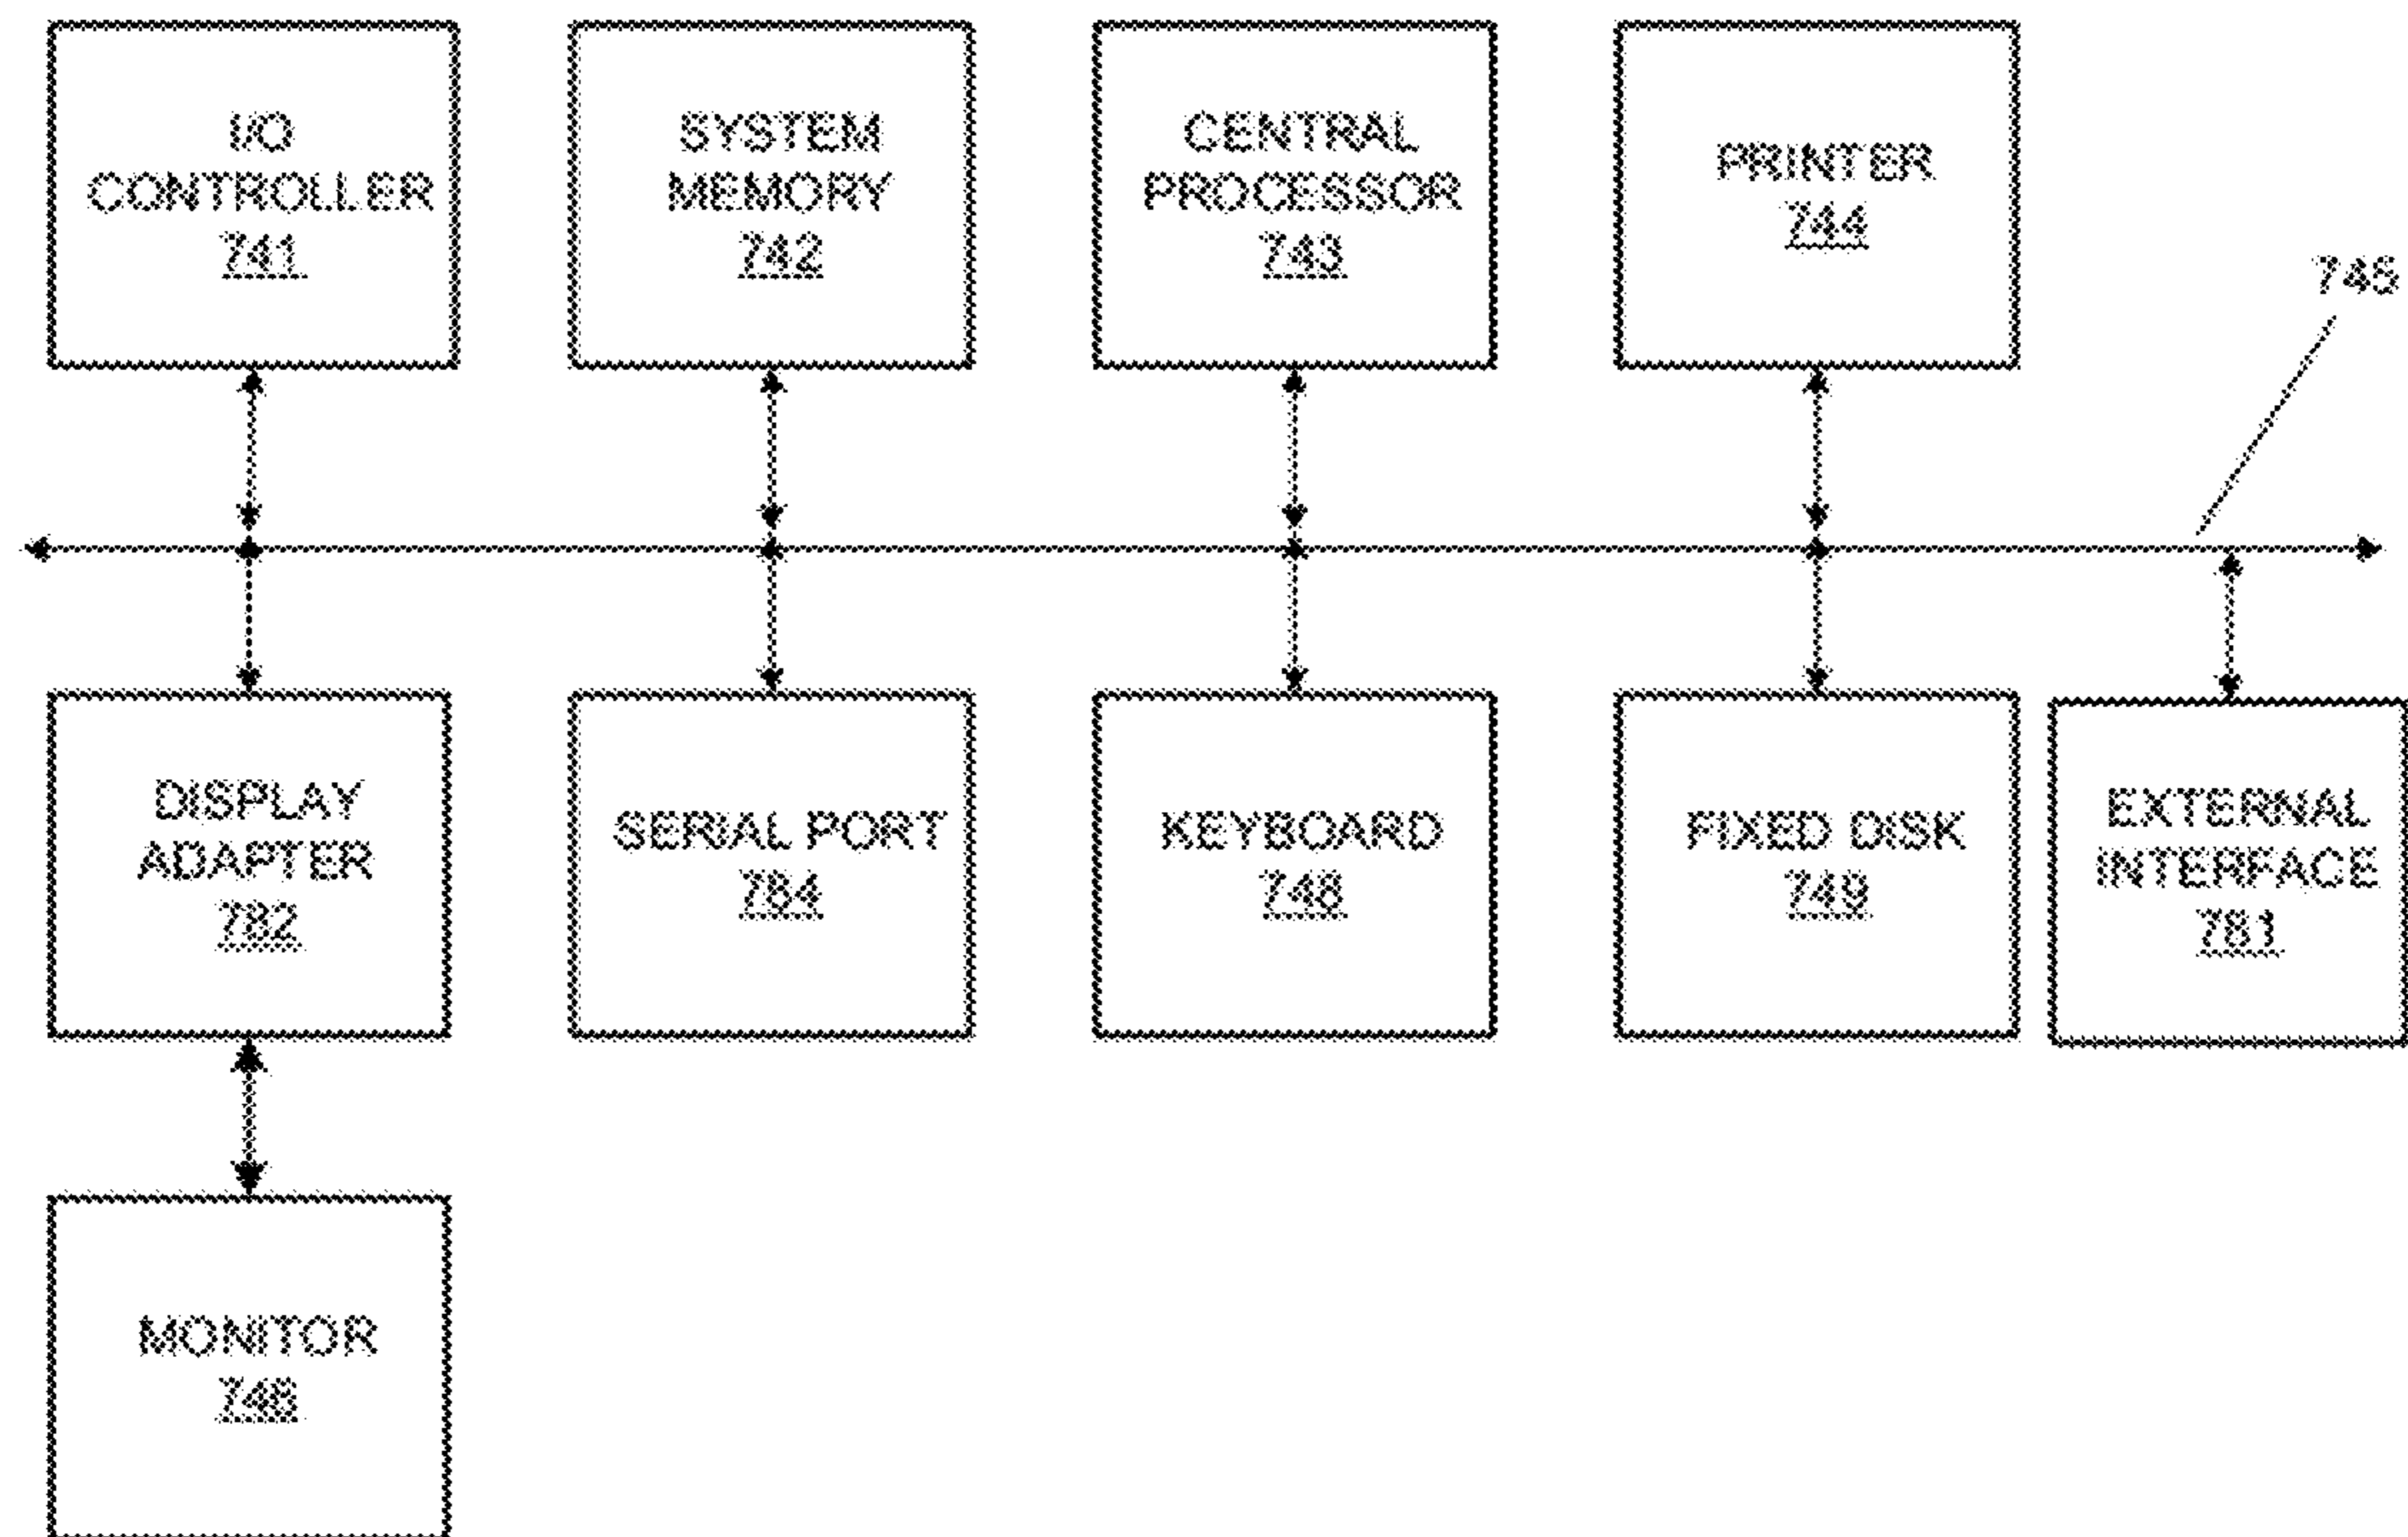 I/O
CONTROLLER
741
SYSTEM
MEMORY
742
CENTRAL
PROCESSOR
743
PRINTER
744
745
DISPLAY
ADAPTER
782
SERIAL PORT
784
KEYBOARD
748
FIXED DISK
749
EXTERNAL
INTERFACE
781
MONITOR
746